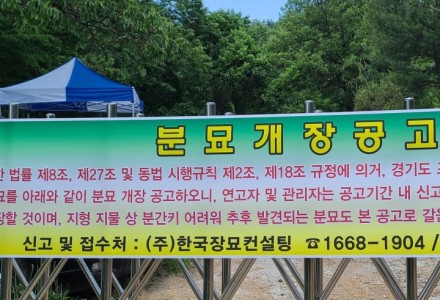 분묘개장공고
한 법률 제8조, 제27조 및 동법 시행규칙 제2조, 제18조 규정에 의거, 경기도
묘를 아래와 같이 분묘 개장 공고하오니, 연고자 및 관리자는 공고기간 내 신고
장할 것이며, 지형 지물 상 분간키 어려워 추후 발견되는 분묘도 본 공고로 갈
신고 및 접수처 : (주)한국장묘컨설팅 ☎1668-1904 /